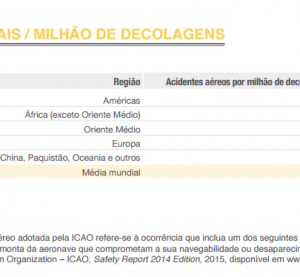 AIS / MILHÃO DE DECOLAGENS
Região Acidentes aéreos por milhão de deco
Américas
África (exceto Oriente Médio)
Oriente Médio
Europa
China, Paquistão, Oceania e outros
Média mundial
éreo adotada pela ICAO refere-se à ocorrência que inclua um dos seguintes
monta da aeronave que comprometam a sua navegabilidade ou desapareci
n Organization – ICAO, Safety Report 2014 Edition, 2015, disponível em ww